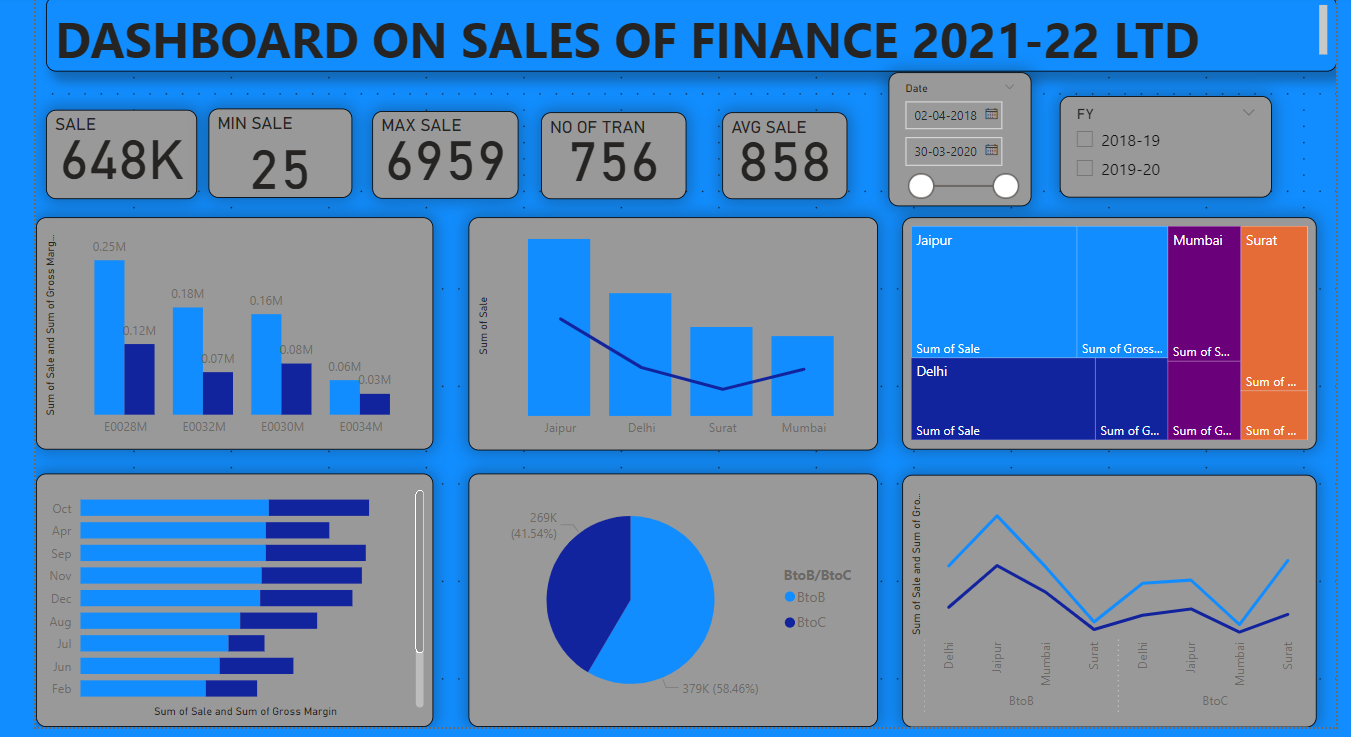 DASHBOARD ON SALES OF FINANCE 2021-22 LTD
SALE
648K
MIN SALE
25
MAX SALE
6959
NO OF TRAN
756
AVG SALE
858
Date
02-04-2018
30-03-2020
FY
2018-19
2019-20
Sum of Sale and Sum of Gross Marg...
0.25M
0.12M
0.18M
0.07M
0.16M
0.08M
0.06M
0.03M
E0028M
E0032M
E0030M
E0034M
Sum of Sale
Jaipur
Delhi
Surat
Mumbai
Jaipur
Sum of Sale
Sum of Gross...
Delhi
Sum of Sale
Sum of G...
Mumbai
Sum of S...
Sum of G...
Surat
Sum of ...
Sum of ...
Oct
Apr
Sep
Nov
Dec
Aug
Jul
Jun
Feb
Sum of Sale and Sum of Gross Margin
269K
(41.54%)
379K (58.46%)
BtoB/BtoC
BtoB
BtoC
Sum of Sale and Sum of Gro...
Delhi
Jaipur
Mumbai
Surat
Delhi
Jaipur
Mumbai
Surat
BtoB
BtoC